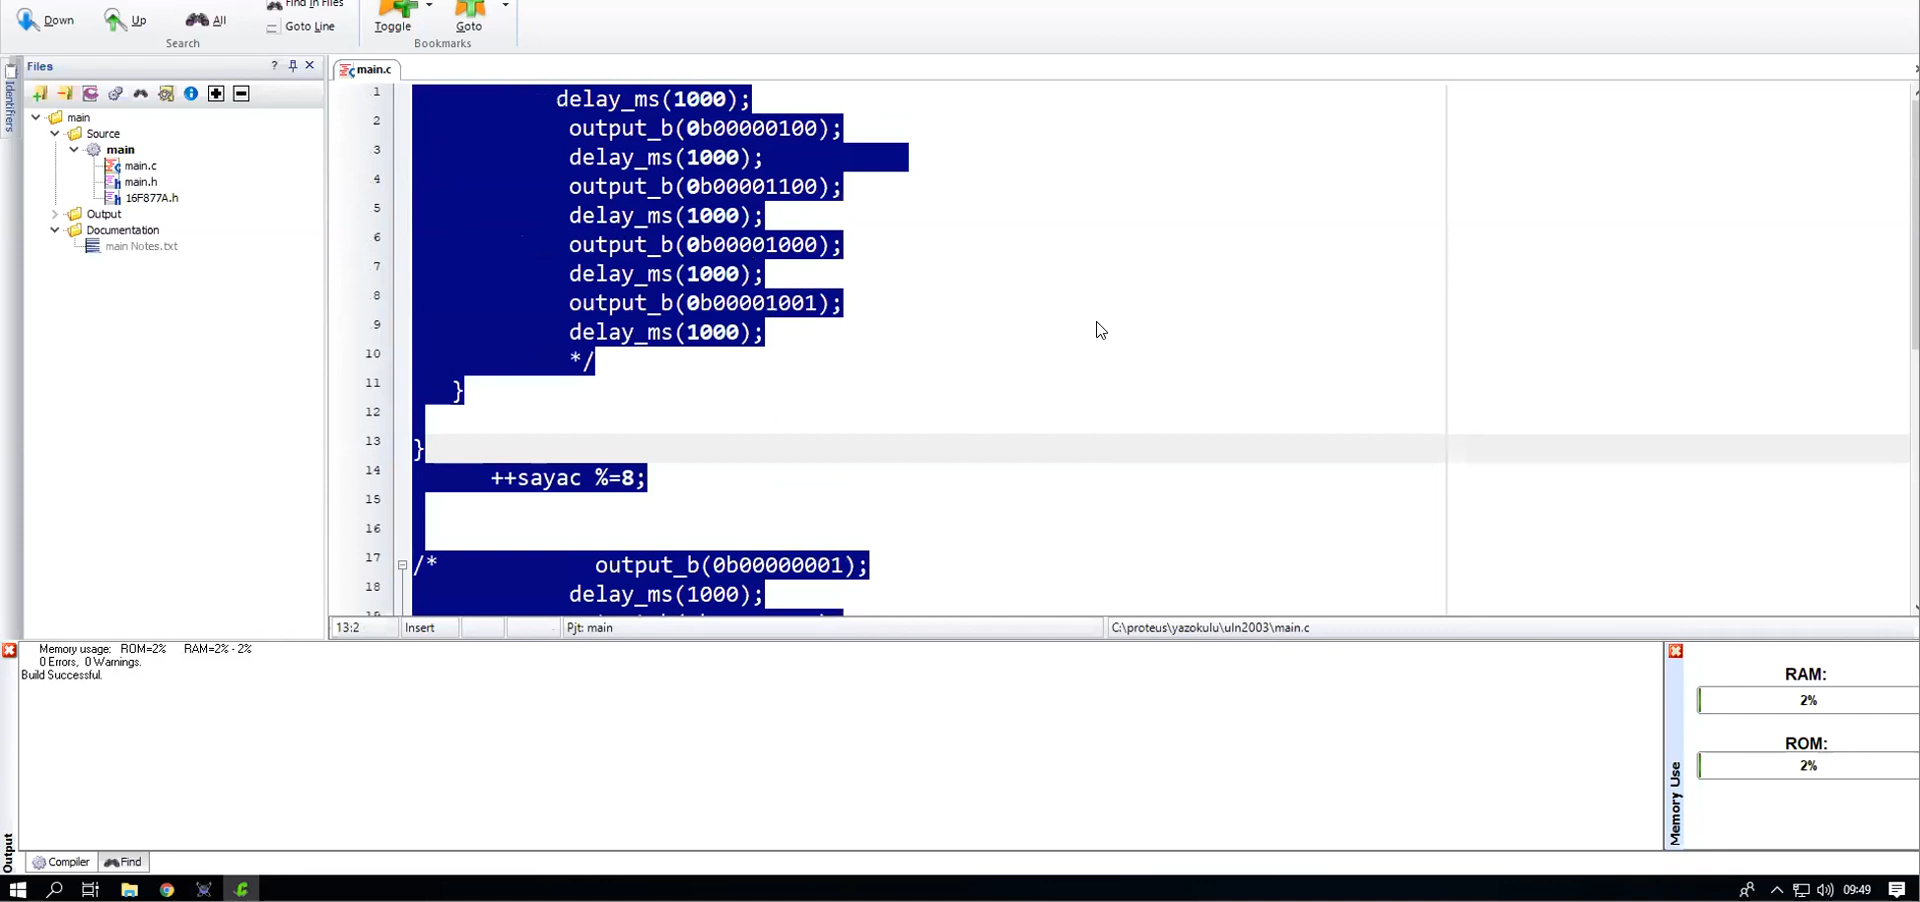 Down
Up
All
Search
Find in Files
Goto Line
Toggle
Goto
Bookmarks
Files
?
main.c
Identifiers
main
Source
main
main.c
main.h
16F877A.h
Output
Documentation
main Notes.txt
1 delay_ms(1000);
2 output_b(0b00000100);
3 delay_ms(1000);
4 output_b(0b00001100);
5 delay_ms(1000);
6 output_b(0b00001000);
7 delay_ms(1000);
8 output_b(0b00001001);
9 delay_ms(1000);
10 */
11 }
12
13 }
14 ++sayac %=8;
15
16
17 /* output_b(0b00000001);
18 delay_ms(1000);
13:2 Insert Pjt: main C:\proteus\yazokulu\uln2003\main.c
Memory usage: ROM=2% RAM=2% - 2%
0 Errors, 0 Warnings.
Build Successful.
Output
Compiler Find
Memory Use
RAM:
2%
ROM:
2%
09:49